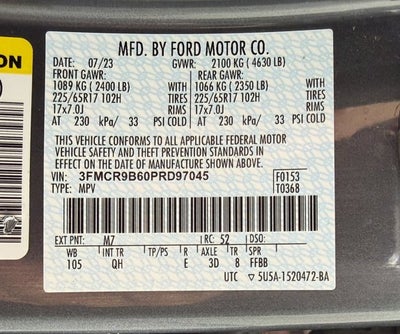 ON
MFD. BY FORD MOTOR CO.
DATE: 07/23 GVWR: 2100 KG ( 4630 LB)
FRONT GAWR: REAR GAWR:
1089 KG ( 2400 LB) 1066 KG ( 2350 LB)
225/65R17 102H TIRES 225/65R17 102H TIRES
17x7.0J RIMS 17x7.0J RIMS
AT 230 kPa/ 33 PSI COLD AT 230 kPa/ 33 PSI COLD
THIS VEHICLE CONFORMS TO ALL APPLICABLE FEDERAL MOTOR
VEHICLE SAFETY AND BUMPER AND THEFT PREVENTION STANDARDS IN
EFFECT ON THE DATE OF MANUFACTURE SHOWN ABOVE.
VIN: 3FMCR9B60PRD97045 F0153
TYPE: MPV T0368
EXT PNT: M7 RC: 52 DSO:
WB INT TR TP/PS R AX TR SPR
105 QH E 3D 8 FFBB
UTC ▽ 5U5A-1520472-BA